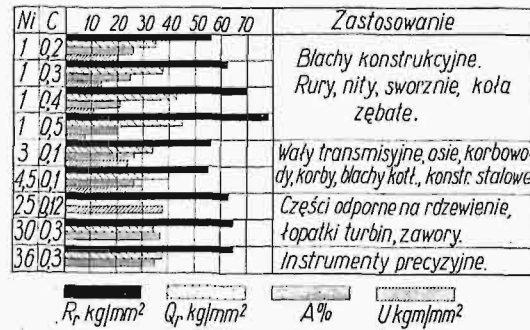 Ni C 10 20 30 40 50 60 70 Zastosowanie
1 0,2
1 0,3
1 0,4
1 0,5
Blachy konstrukcyjne.
Rury, nity, sworznie, koła
zębate.
3 0,1
4,5 0,1
Wały transmisyjne, osie, korbowo-
dy, korby, blachy kotł., konstr. stalowe
25 0,12
30 0,3
Części odporne na rdzewienie,
łopatki turbin, zawory.
36 0,3 Instrumenty precyzyjne.
Rr kg/mm² Qr kg/mm² A% U kgm/mm²